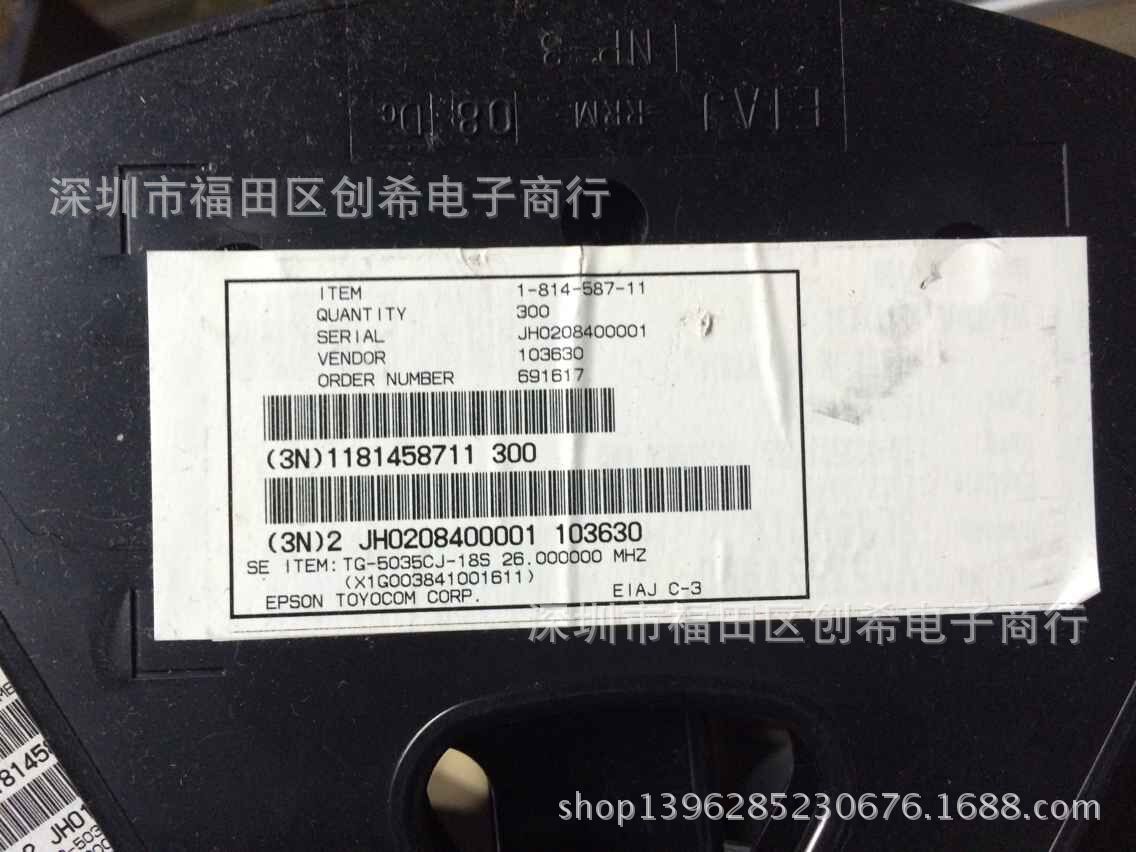 NP-3
EIAJ RRM 08 D6
深圳市福田区创希电子商行
ITEM 1-814-587-11
QUANTITY 300
SERIAL JH0208400001
VENDOR 103630
ORDER NUMBER 691617
(3N)1181458711 300
(3N)2 JH0208400001 103630
SE ITEM:TG-5035CJ-18S 26.000000 MHZ
(X1G003841001611)
EPSON TOYOCOM CORP. EIAJ C-3
深圳市福田区创希电子商行
shop1396285230676.1688.com